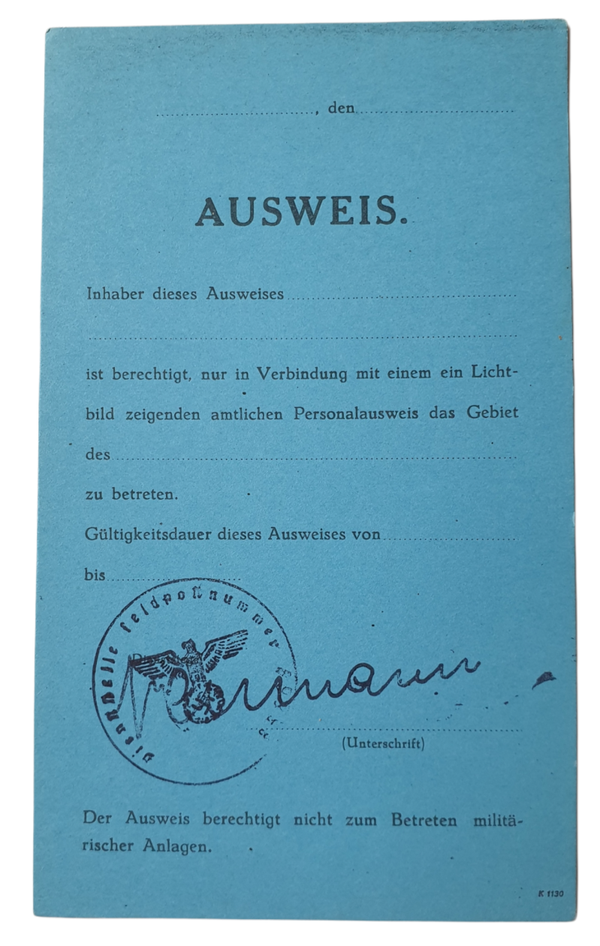 , den
AUSWEIS.
Inhaber dieses Ausweises
ist berechtigt, nur in Verbindung mit einem ein Licht-
bild zeigenden amtlichen Personalausweis das Gebiet
des
zu betreten.
Gültigkeitsdauer dieses Ausweises von
bis
Dienststelle Feldpostnummer
(Unterschrift)
Der Ausweis berechtigt nicht zum Betreten militä-
rischer Anlagen.
K 1130